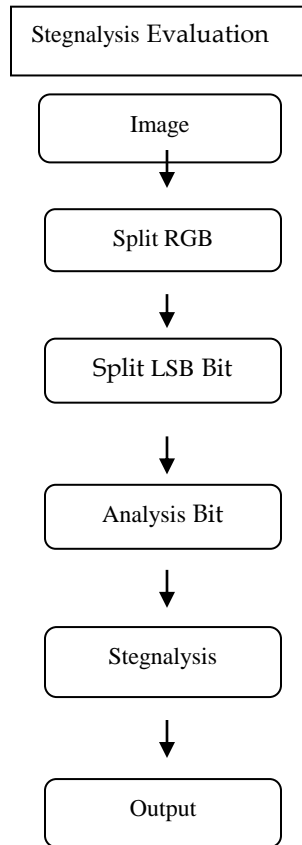 Stegnalysis Evaluation
Image
Split RGB
Split LSB Bit
Analysis Bit
Stegnalysis
Output